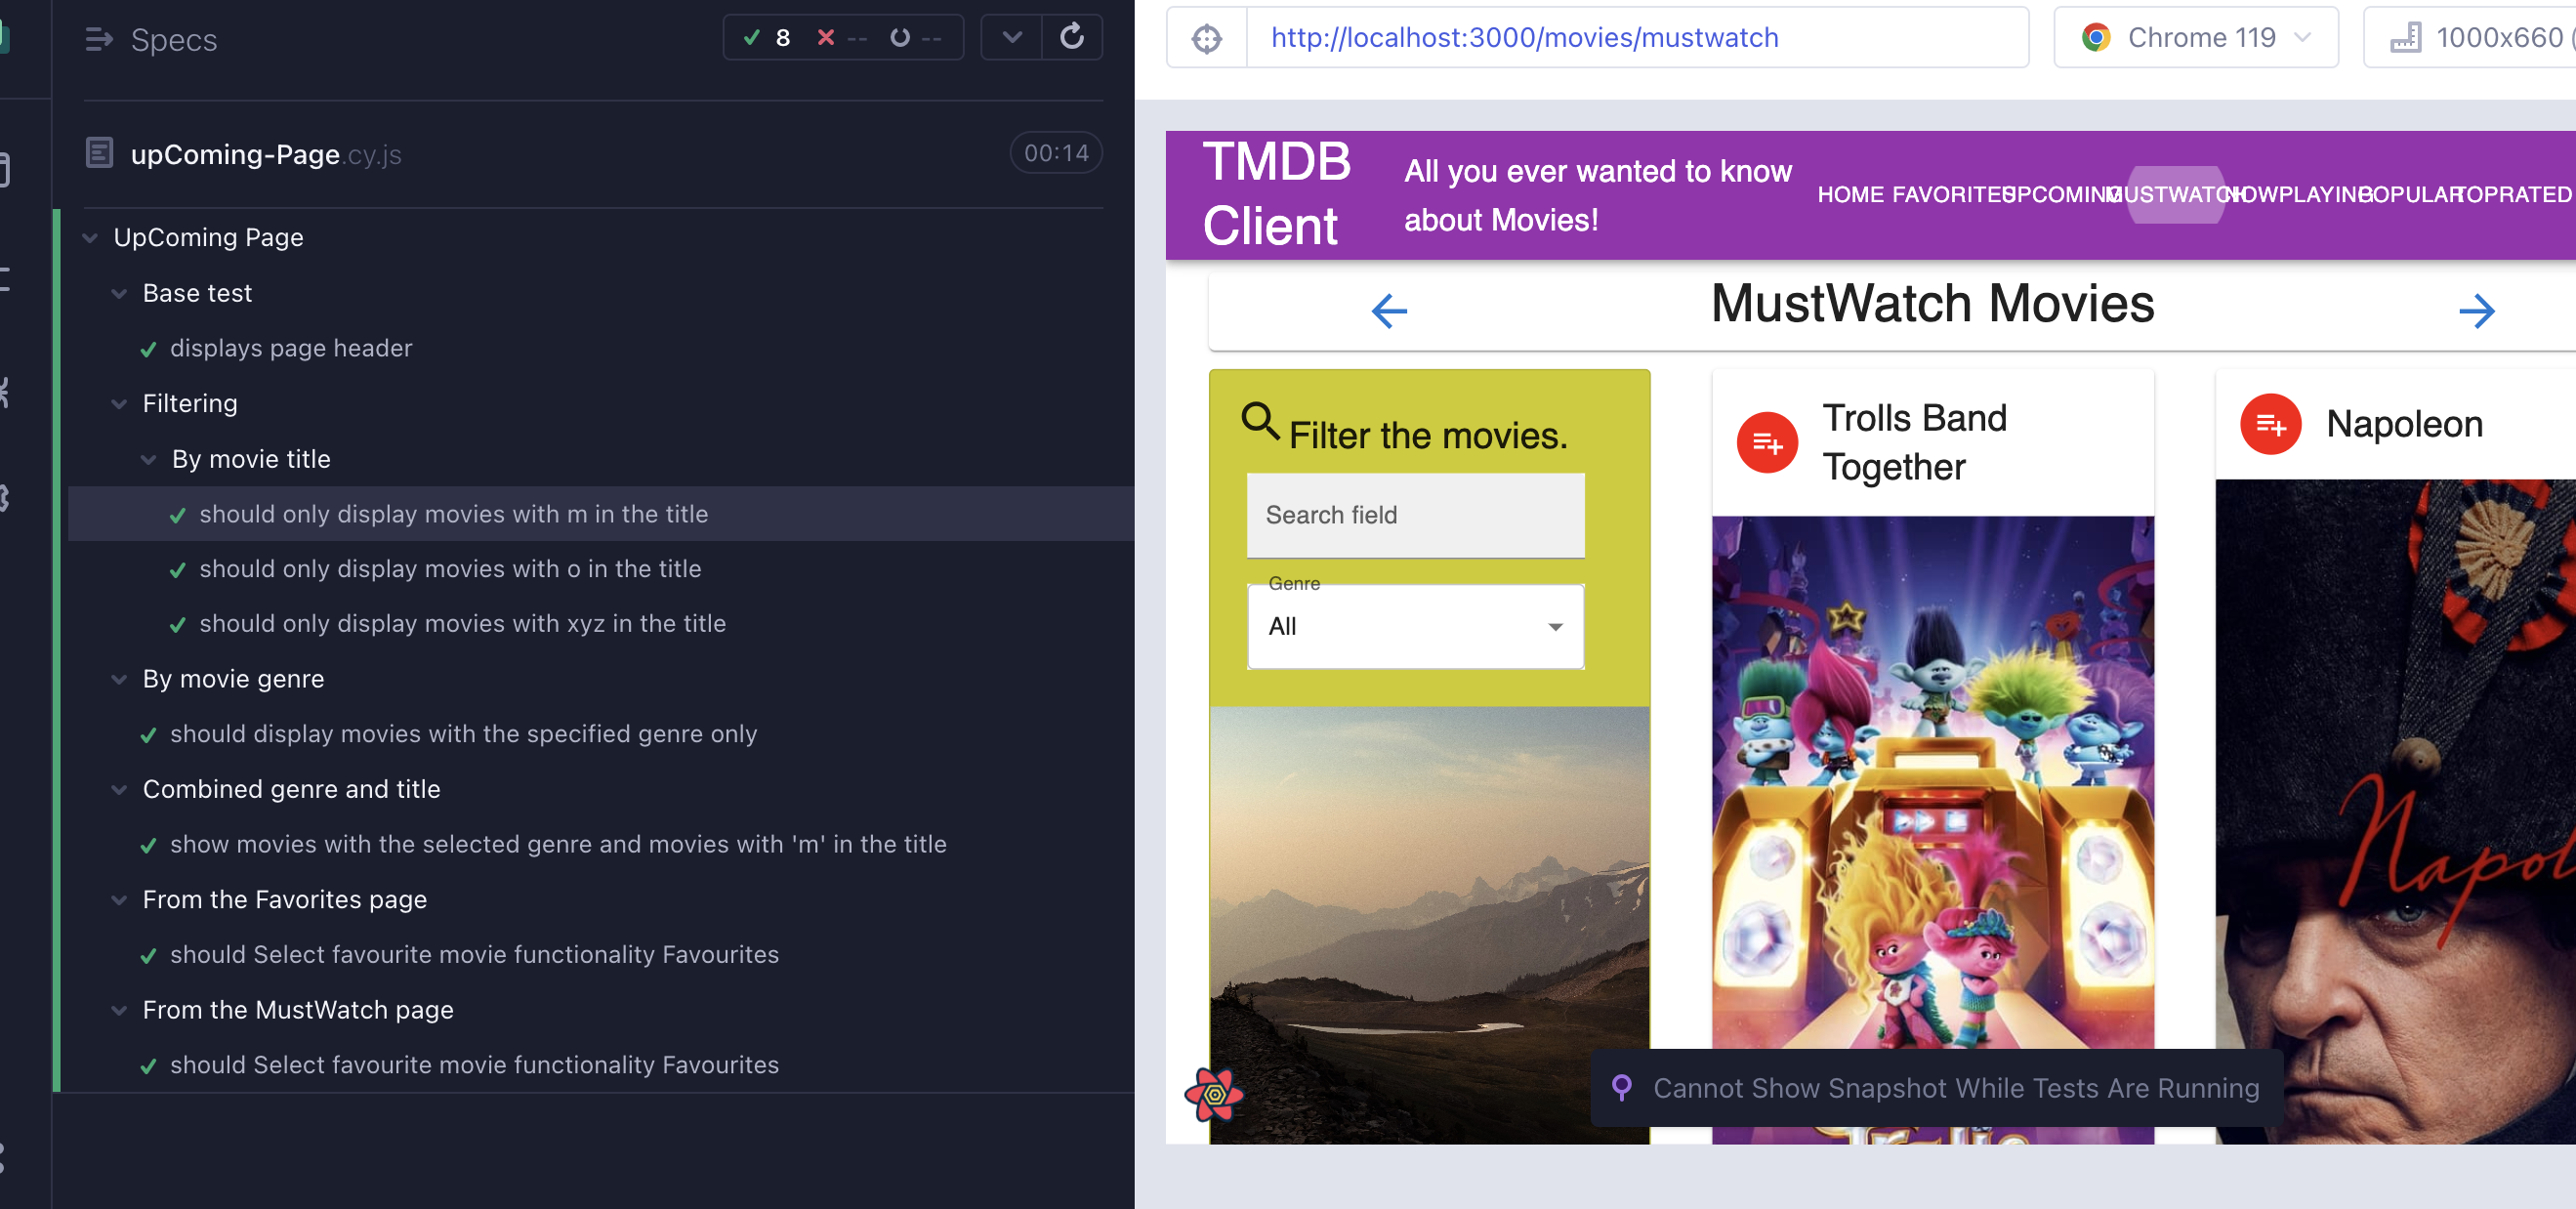 Specs
8
--
--
upComing-Page.cy.js
00:14
UpComing Page
Base test
displays page header
Filtering
By movie title
should only display movies with m in the title
should only display movies with o in the title
should only display movies with xyz in the title
By movie genre
should display movies with the specified genre only
Combined genre and title
show movies with the selected genre and movies with 'm' in the title
From the Favorites page
should Select favourite movie functionality Favourites
From the MustWatch page
should Select favourite movie functionality Favourites
http://localhost:3000/movies/mustwatch
Chrome 119
1000x660 (
TMDB
Client
All you ever wanted to know
about Movies!
HOME FAVORITES UPCOMING MUSTWATCH NOWPLAYING POPULAR TOPRATED
MustWatch Movies
Filter the movies.
Search field
Genre
All
Trolls Band
Together
Napoleon
Cannot Show Snapshot While Tests Are Running